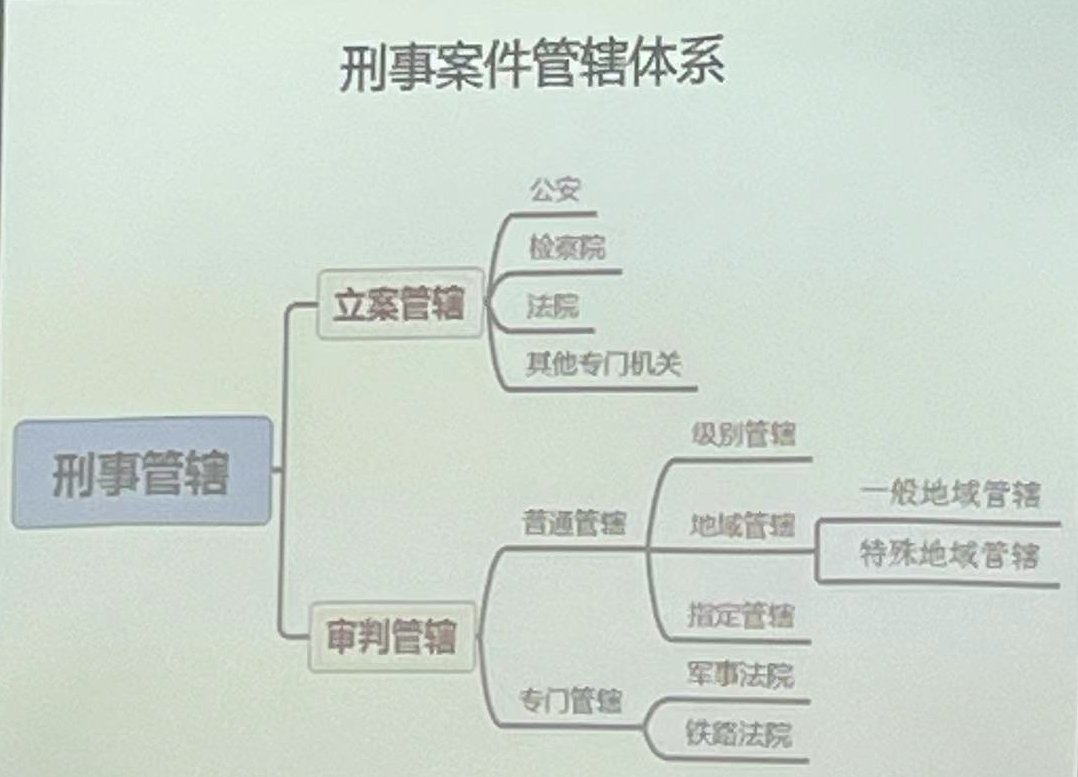 刑事案件管辖体系
公安
检察院
立案管辖
法院
其他专门机关
刑事管辖
级别管辖
一般地域管辖
普通管辖
地域管辖
特殊地域管辖
指定管辖
审判管辖
军事法院
专门管辖
铁路法院